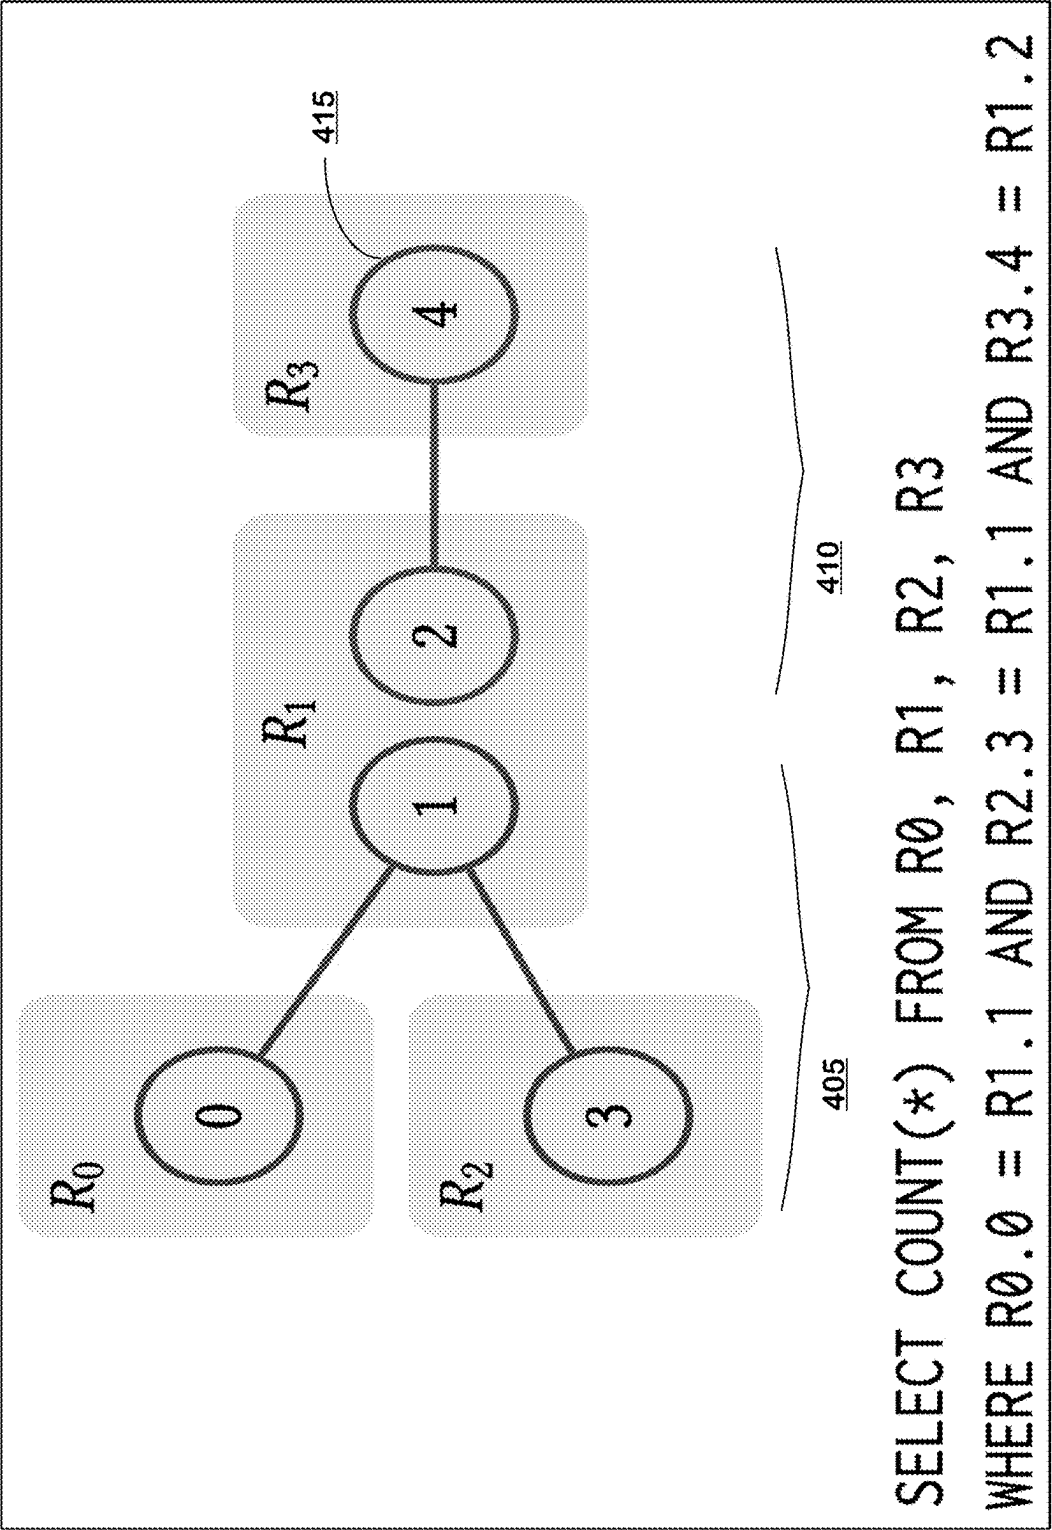 R0
0
R2
3
R1
1
2
R3
4
415
405
410
SELECT COUNT(*) FROM R0, R1, R2, R3
WHERE R0.0 = R1.1 AND R2.3 = R1.1 AND R3.4 = R1.2